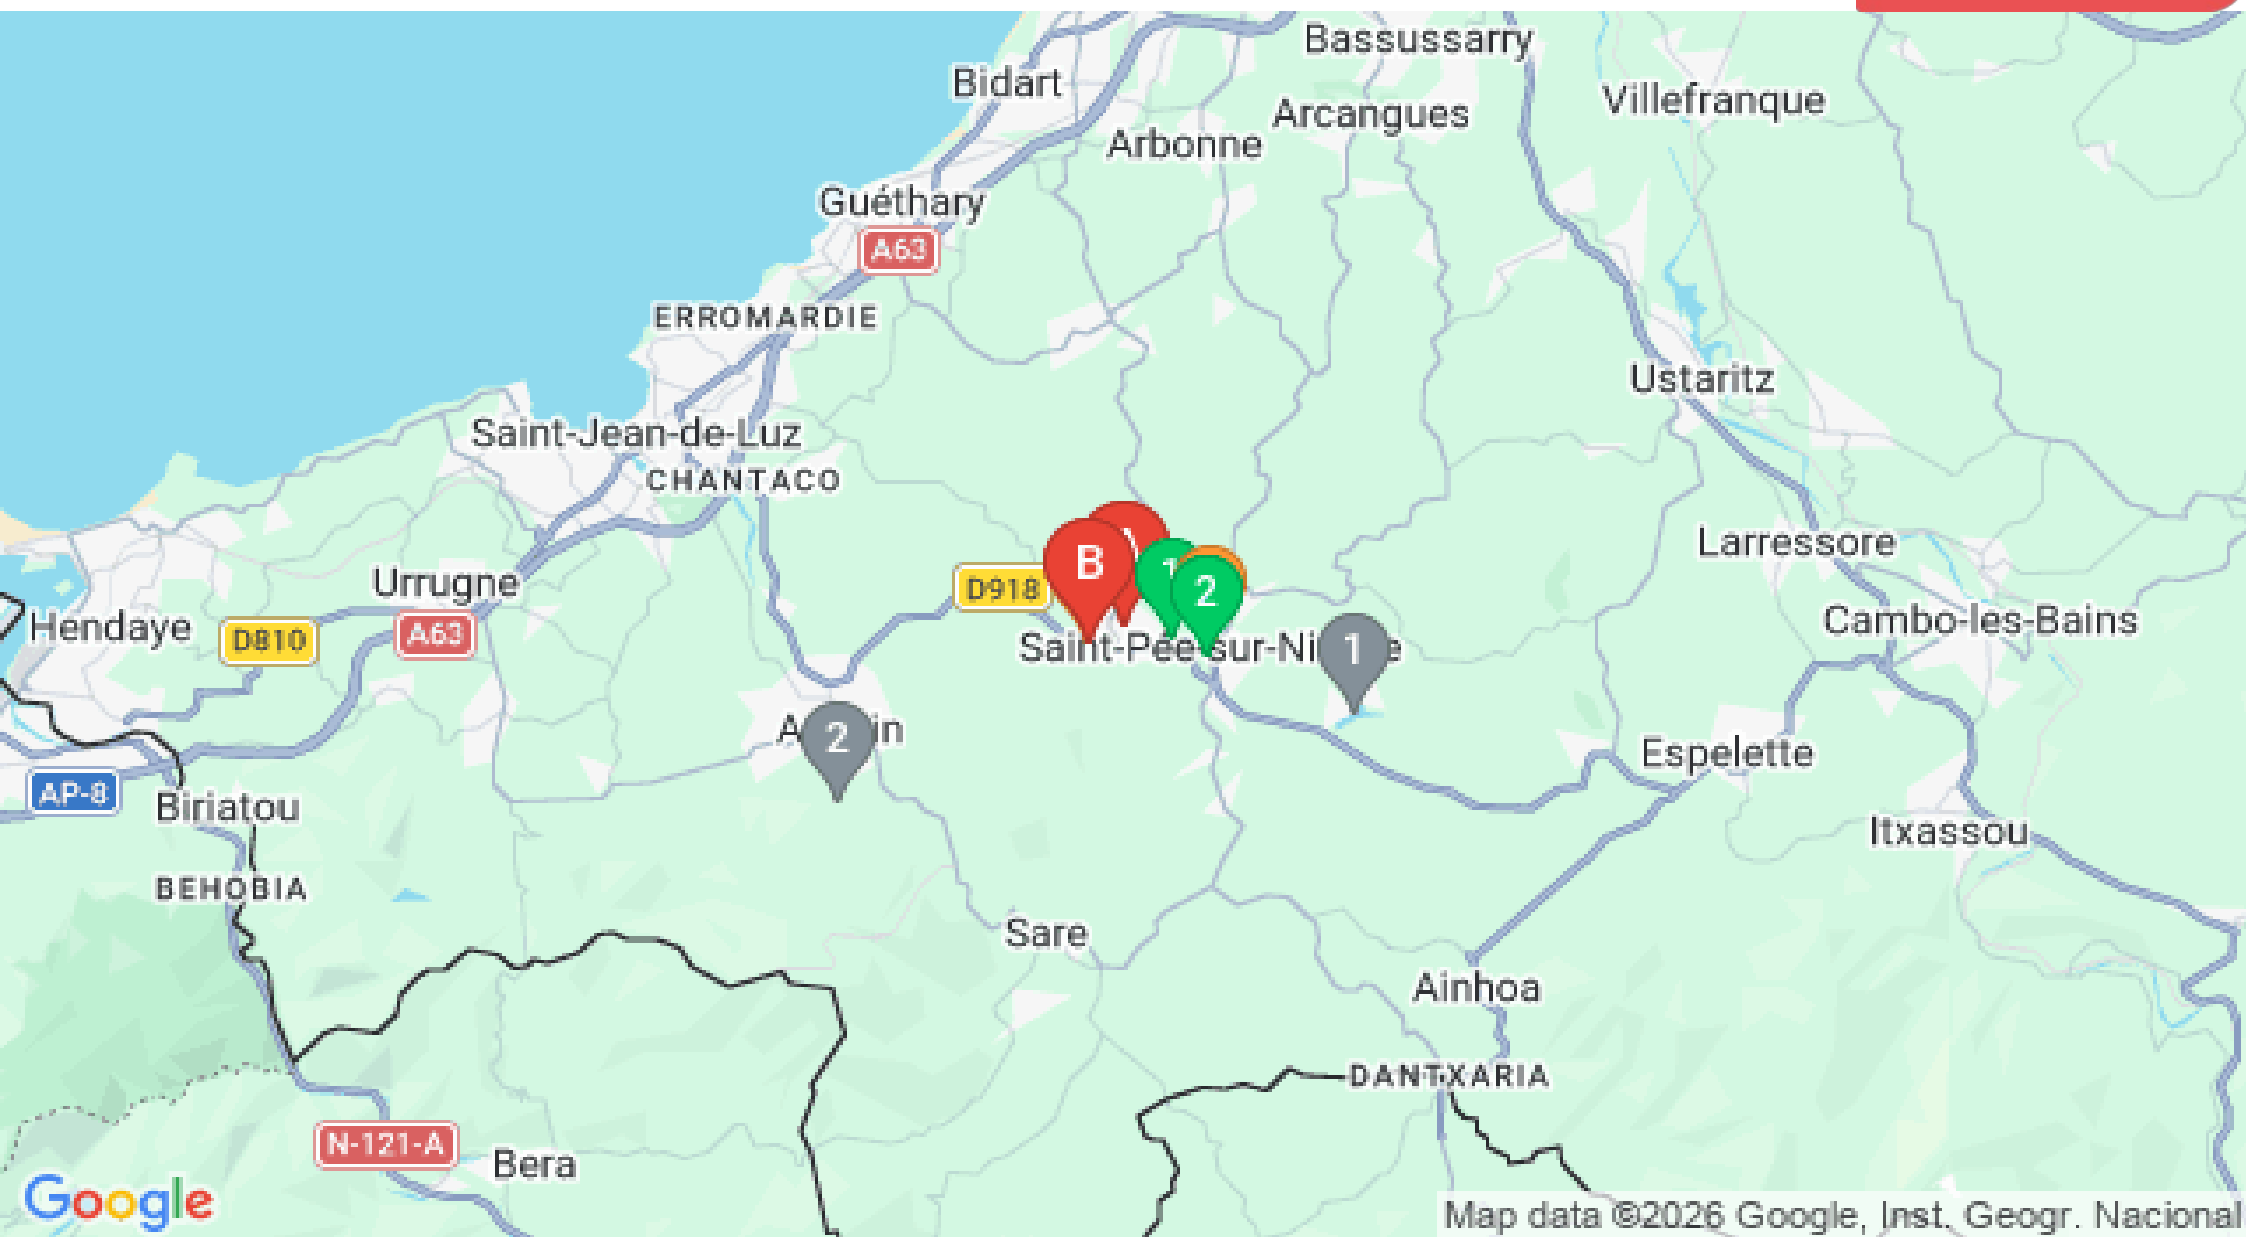 Bassussarry
Bidart
Villefranque
Arcangues
Arbonne
Guéthary
A63
ERROMARDIE
Ustaritz
Saint-Jean-de-Luz
CHANTACO
Larressore
B
1
2
D918
Urrugne
Hendaye
D810
A63
Cambo-les-Bains
Saint-Pée-sur-Ni
e
1
A
in
2
Espelette
AP-8
Biriatou
Itxassou
BEHOBIA
Sare
Ainhoa
DANTXARIA
N-121-A
Bera
Google
Map data ©2026 Google, Inst. Geogr. Nacional